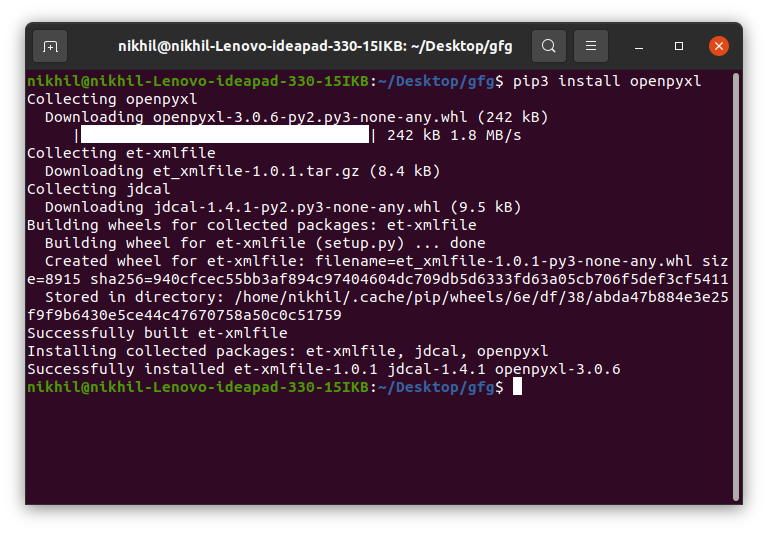 nikhil@nikhil-Lenovo-ideapad-330-15IKB: ~/Desktop/gfg
nikhil@nikhil-Lenovo-ideapad-330-15IKB:~/Desktop/gfg$ pip3 install openpyxl
Collecting openpyxl
  Downloading openpyxl-3.0.6-py2.py3-none-any.whl (242 kB)
     |████████████████████████████████| 242 kB 1.8 MB/s
Collecting et-xmlfile
  Downloading et_xmlfile-1.0.1.tar.gz (8.4 kB)
Collecting jdcal
  Downloading jdcal-1.4.1-py2.py3-none-any.whl (9.5 kB)
Building wheels for collected packages: et-xmlfile
  Building wheel for et-xmlfile (setup.py) ... done
  Created wheel for et-xmlfile: filename=et_xmlfile-1.0.1-py3-none-any.whl siz
e=8915 sha256=940cfcec55bb3af894c97404604dc709db5d6333fd63a05cb706f5def3cf5411
  Stored in directory: /home/nikhil/.cache/pip/wheels/6e/df/38/abda47b884e3e25
f9f9b6430e5ce44c47670758a50c0c51759
Successfully built et-xmlfile
Installing collected packages: et-xmlfile, jdcal, openpyxl
Successfully installed et-xmlfile-1.0.1 jdcal-1.4.1 openpyxl-3.0.6
nikhil@nikhil-Lenovo-ideapad-330-15IKB:~/Desktop/gfg$